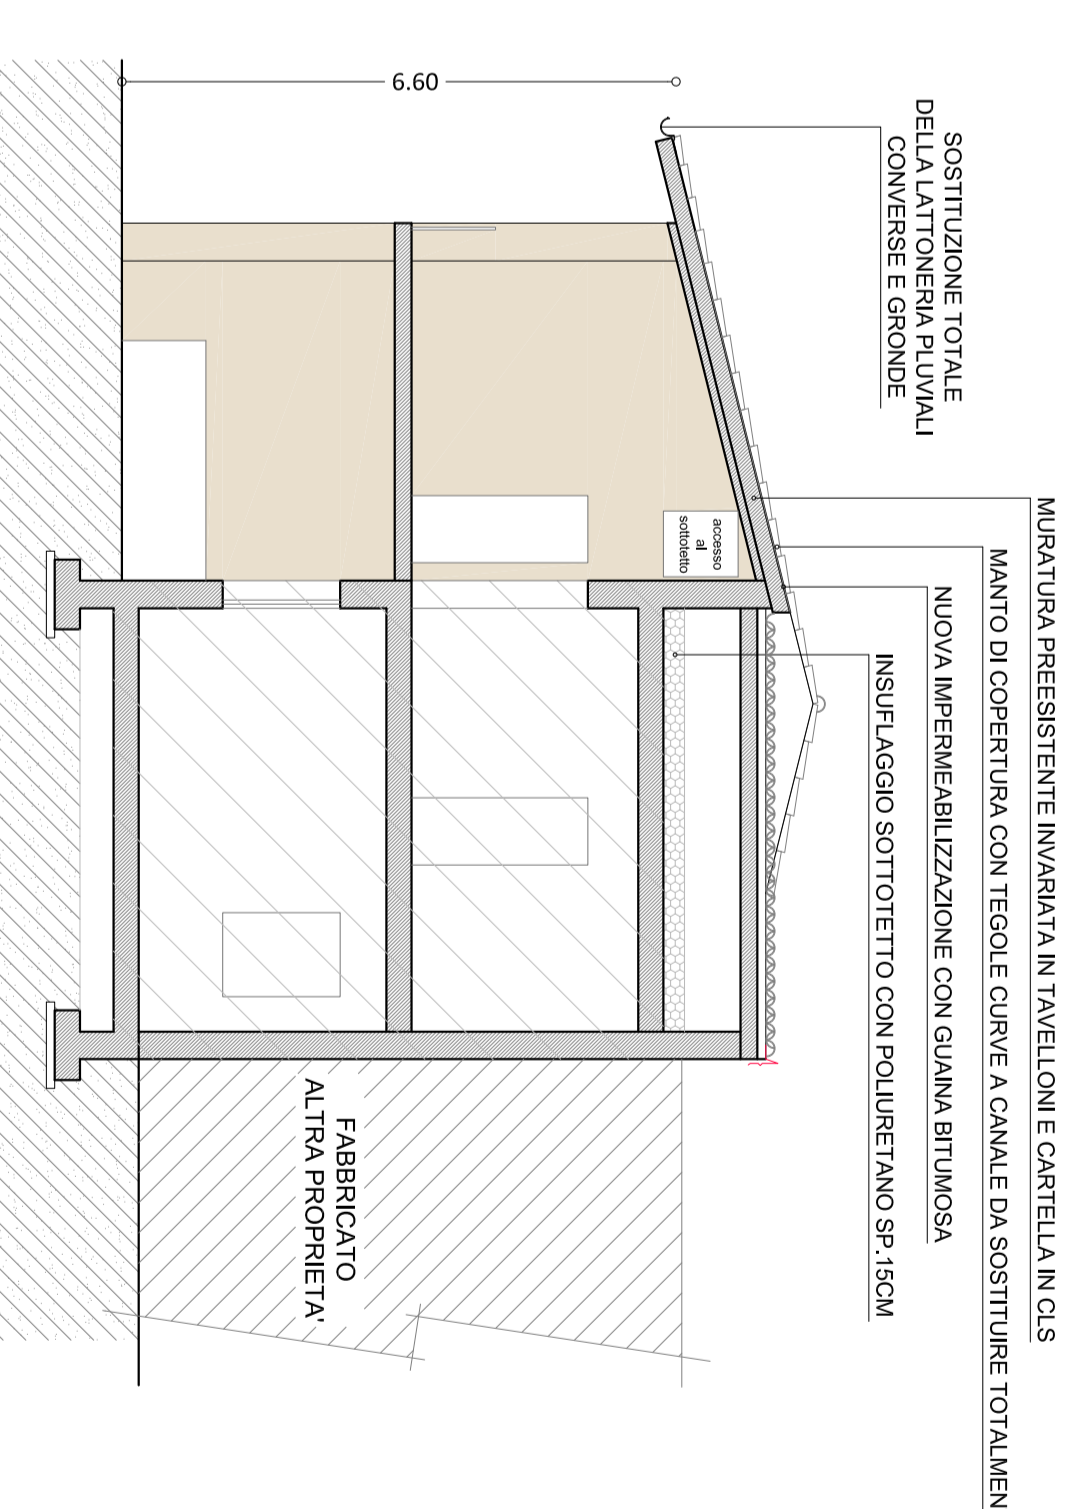 MURATURA PREESISTENTE INVARIATA IN TAVELLONI E CARTELLA IN CLS
MANTO DI COPERTURA CON TEGOLE CURVE A CANALE DA SOSTITUIRE TOTALMEN
NUOVA IMPERMEABILIZZAZIONE CON GUAINA BITUMOSA
INSUFLAGGIO SOTTOTETTO CON POLIURETANO SP.15CM
SOSTITUZIONE TOTALE
DELLA LATTONERIA PLUVIALI
CONVERSE E GRONDE
accesso
al
sottotetto
6.60
FABBRICATO
ALTRA PROPRIETA'